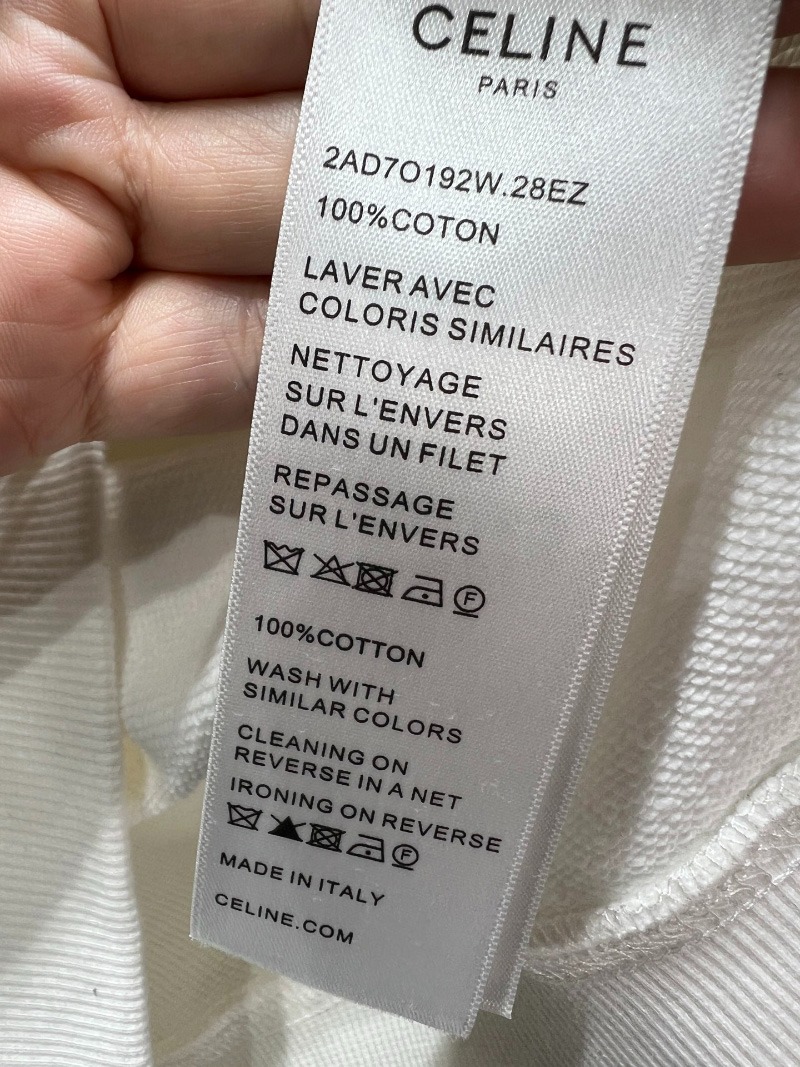 CELINE
PARIS
2AD7O192W.28EZ
100%COTON
LAVER AVEC
COLORIS SIMILAIRES
NETTOYAGE
SUR L'ENVERS
DANS UN FILET
REPASSAGE
SUR L'ENVERS
F
100%COTTON
WASH WITH
SIMILAR COLORS
CLEANING ON
REVERSE IN A NET
IRONING ON REVERSE
F
MADE IN ITALY
CELINE.COM